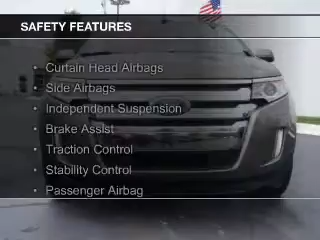 SAFETY FEATURES
• Curtain Head Airbags
• Side Airbags
• Independent Suspension
• Brake Assist
• Traction Control
• Stability Control
• Passenger Airbag